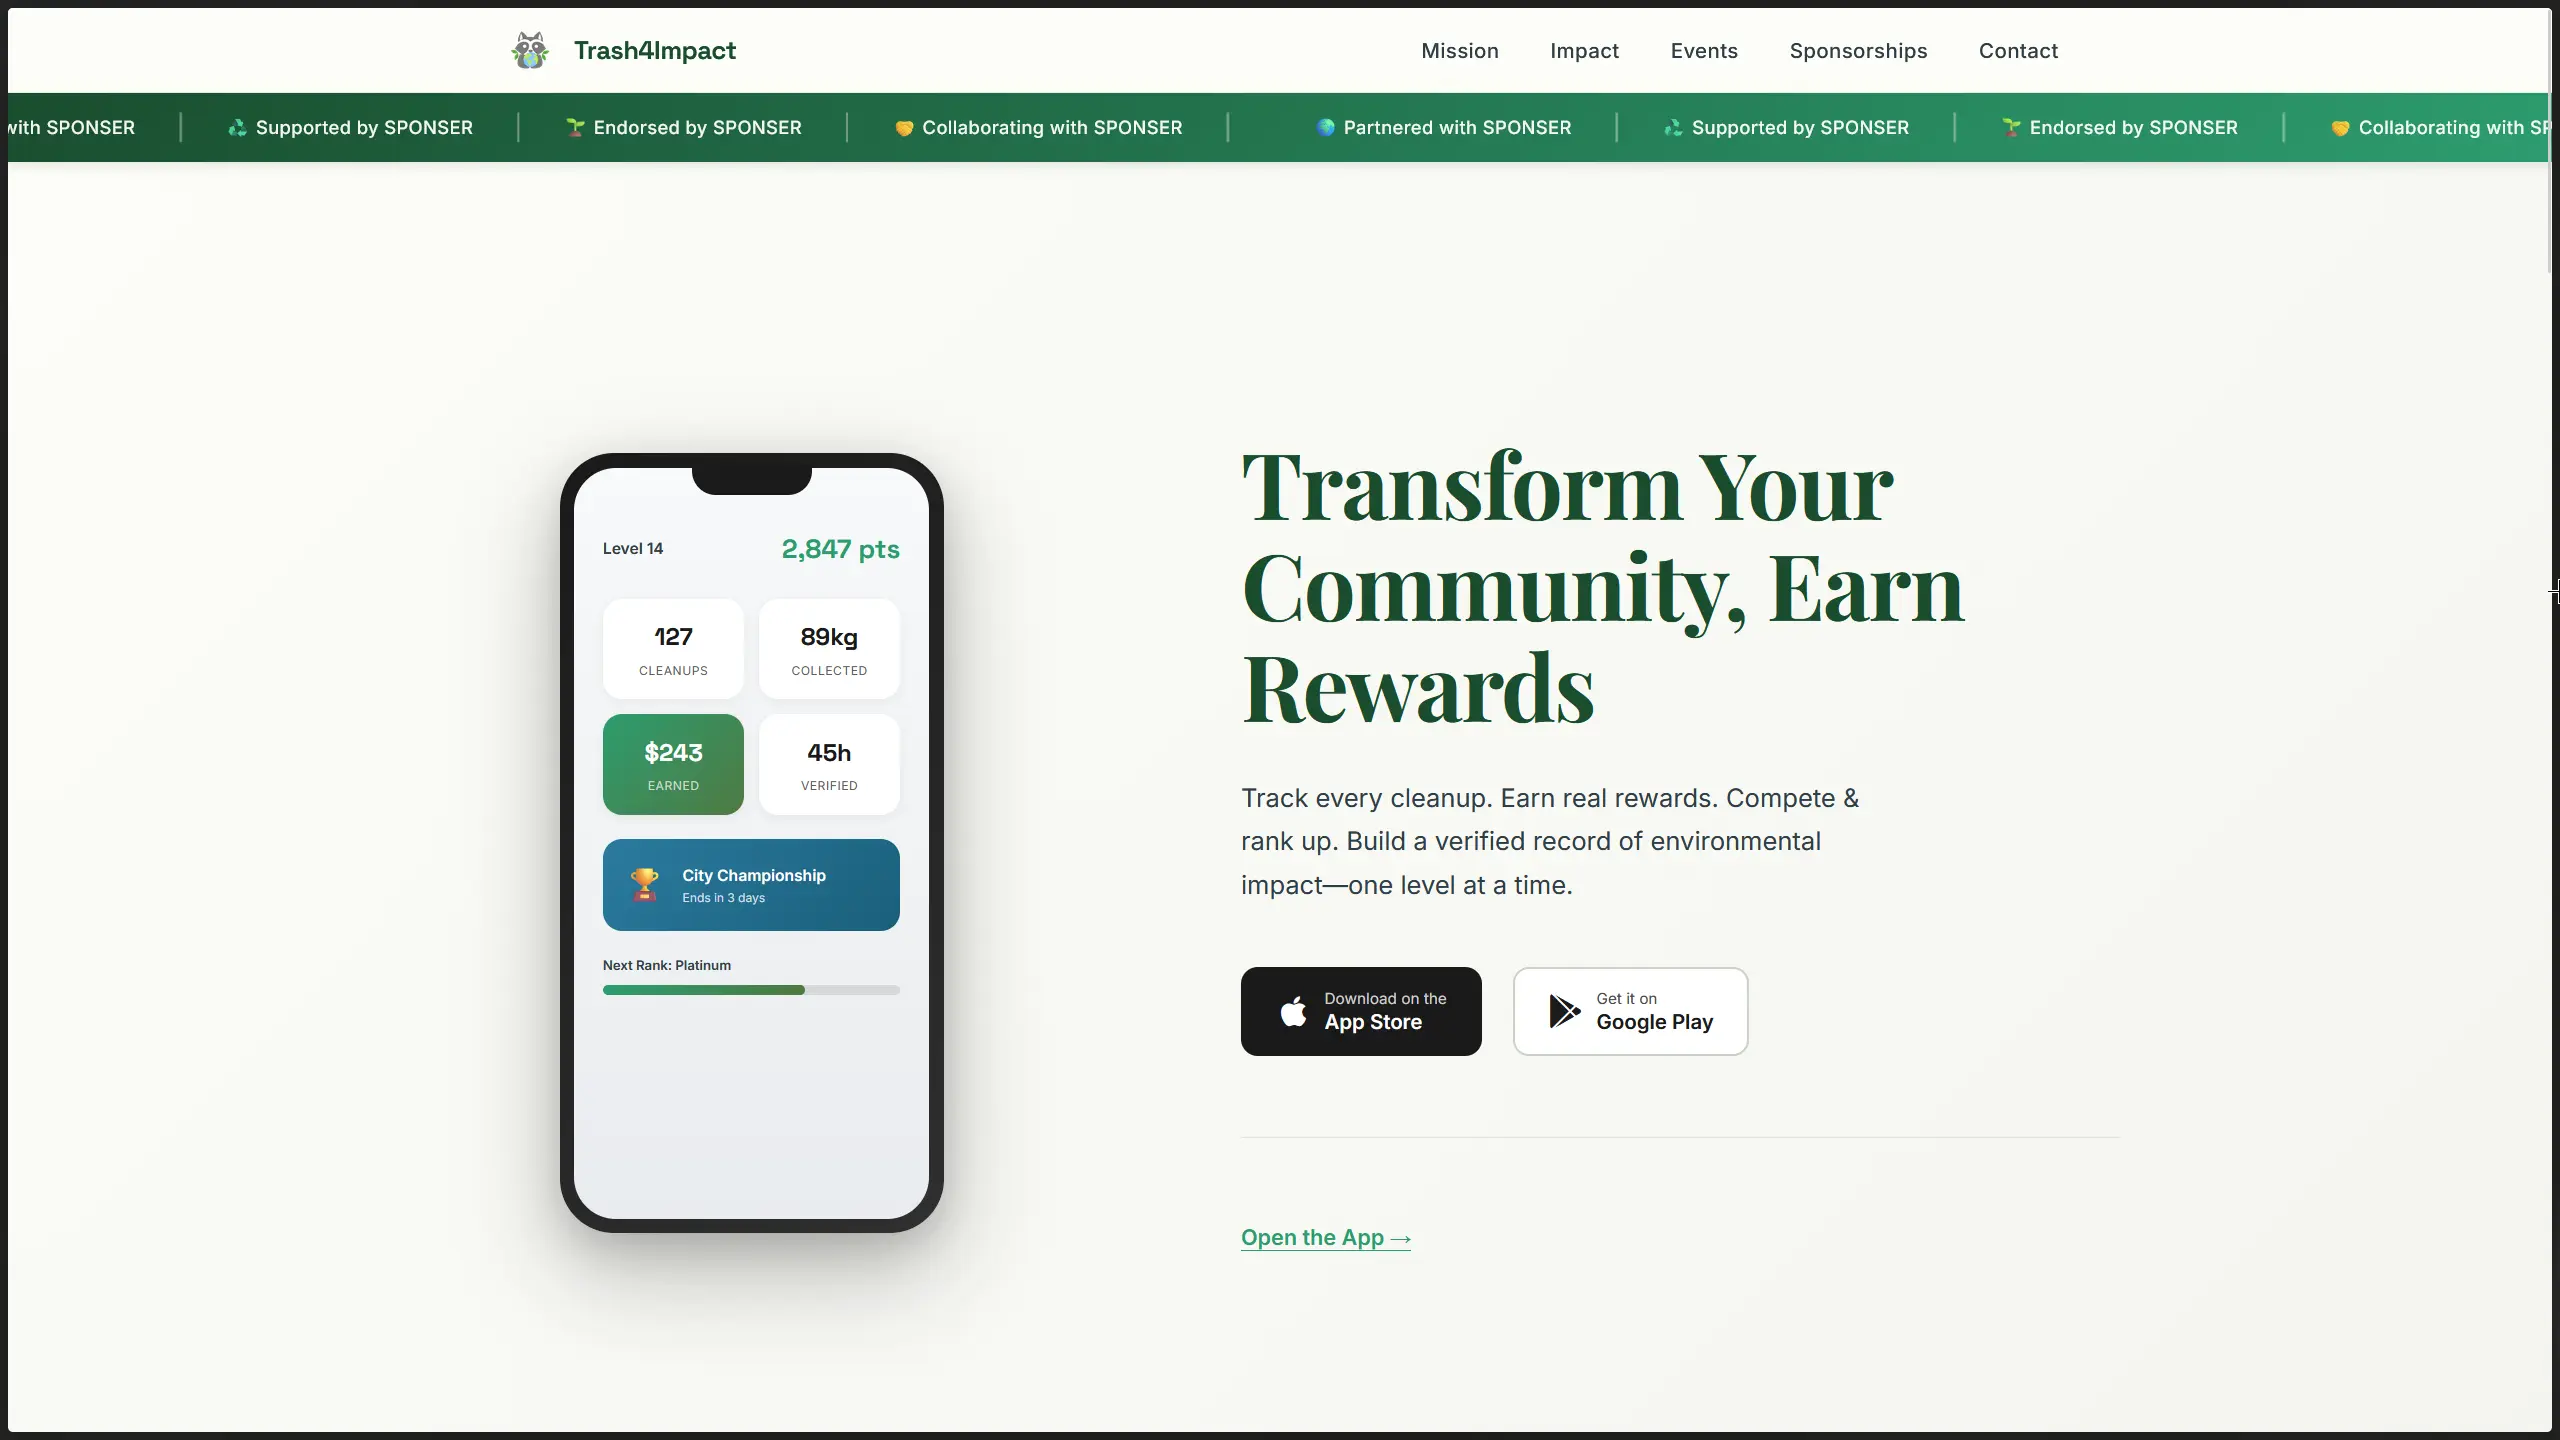 Trash4Impact
Mission Impact Events Sponsorships Contact
with SPONSER | Supported by SPONSER | Endorsed by SPONSER | Collaborating with SPONSER | Partnered with SPONSER | Supported by SPONSER | Endorsed by SPONSER | Collaborating with SP
Level 14 2,847 pts
127
CLEANUPS
89kg
COLLECTED
$243
EARNED
45h
VERIFIED
City Championship
Ends in 3 days
Next Rank: Platinum
Transform Your
Community, Earn
Rewards
Track every cleanup. Earn real rewards. Compete &
rank up. Build a verified record of environmental
impact—one level at a time.
Download on the
App Store
Get it on
Google Play
Open the App →